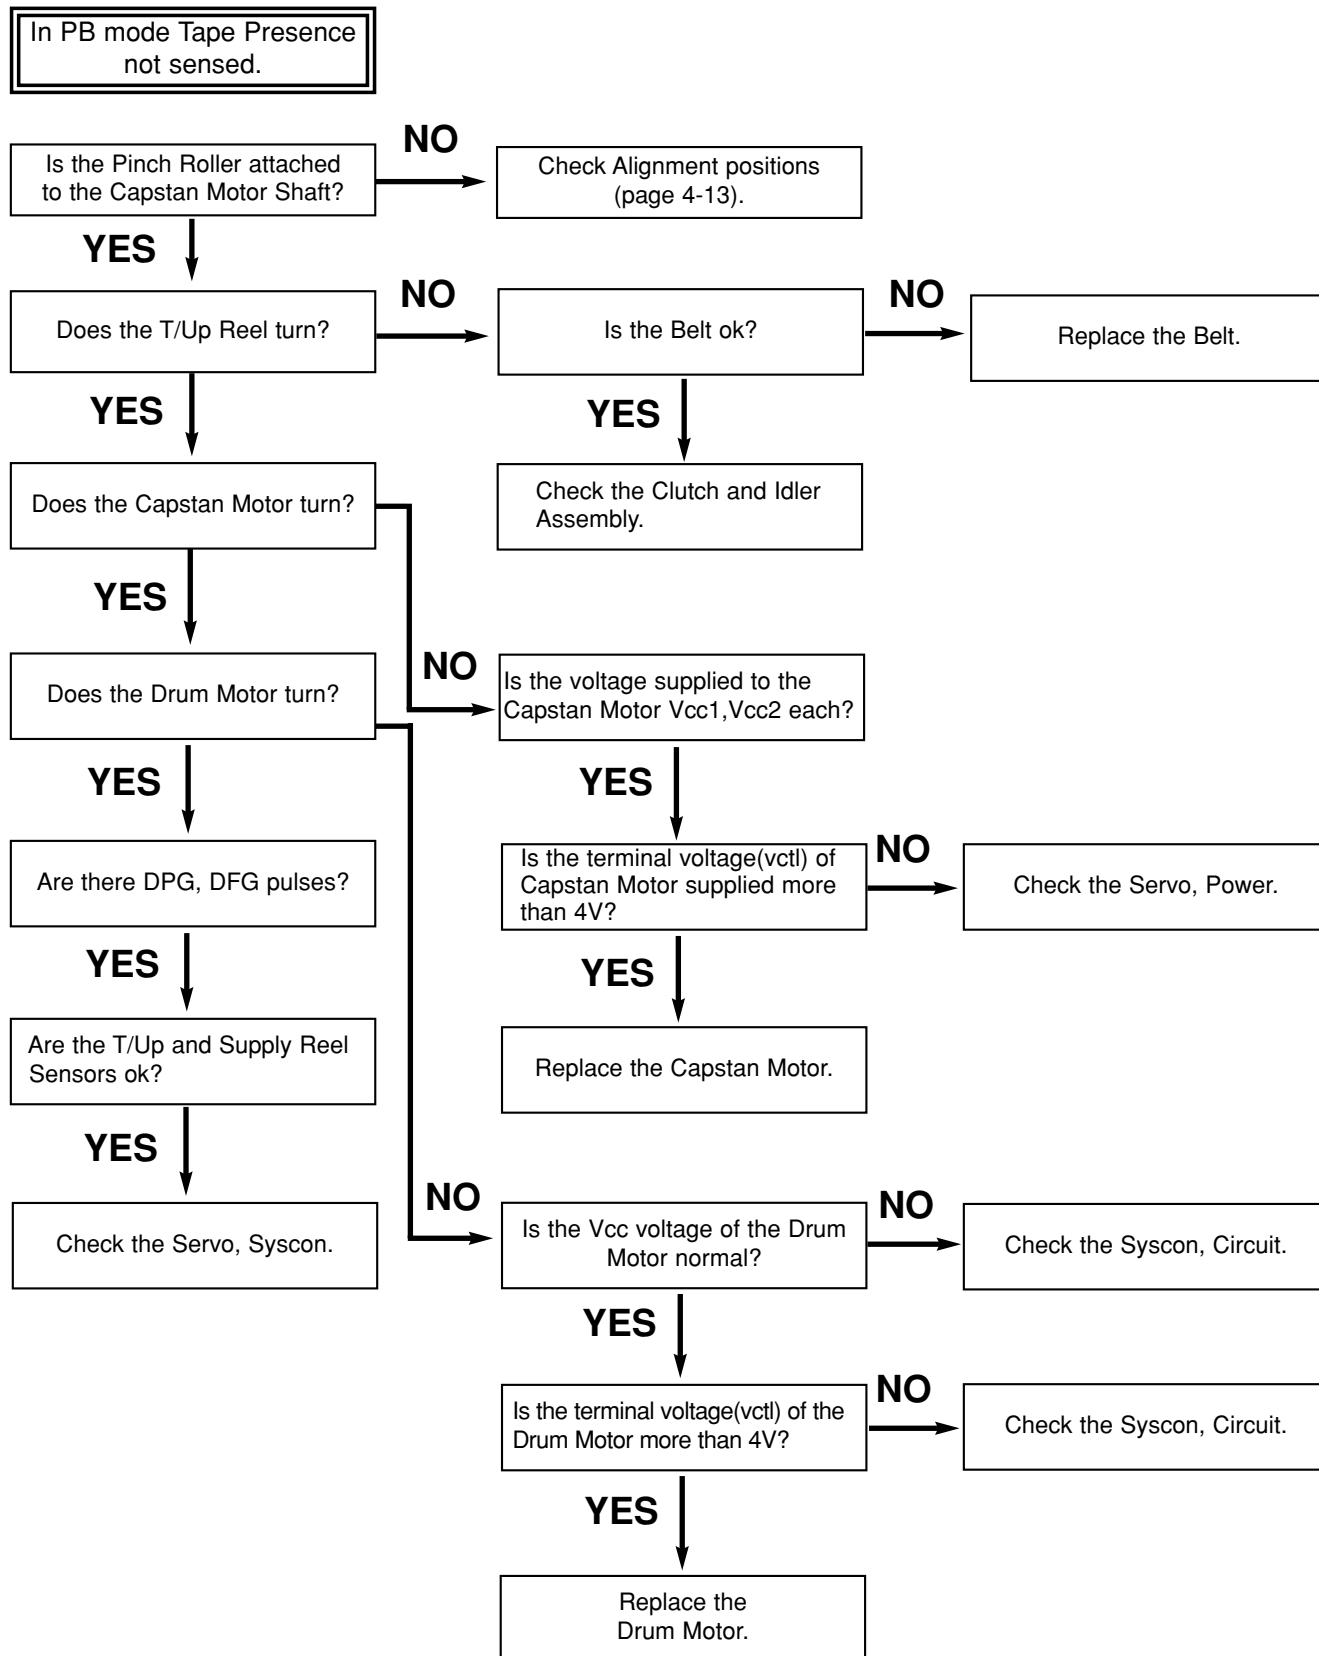 In PB mode Tape Presence
not sensed.
Is the Pinch Roller attached
to the Capstan Motor Shaft?
NO
Check Alignment positions
(page 4-13).
YES
Does the T/Up Reel turn?
NO
Is the Belt ok?
NO
Replace the Belt.
YES
YES
Does the Capstan Motor turn?
Check the Clutch and Idler
Assembly.
YES
Does the Drum Motor turn?
NO
Is the voltage supplied to the
Capstan Motor Vcc1,Vcc2 each?
YES
YES
Are there DPG, DFG pulses?
Is the terminal voltage(vctl) of
Capstan Motor supplied more
than 4V?
NO
Check the Servo, Power.
YES
YES
Are the T/Up and Supply Reel
Sensors ok?
Replace the Capstan Motor.
YES
Check the Servo, Syscon.
NO
Is the Vcc voltage of the Drum
Motor normal?
NO
Check the Syscon, Circuit.
YES
Is the terminal voltage(vctl) of the
Drum Motor more than 4V?
NO
Check the Syscon, Circuit.
YES
Replace the
Drum Motor.